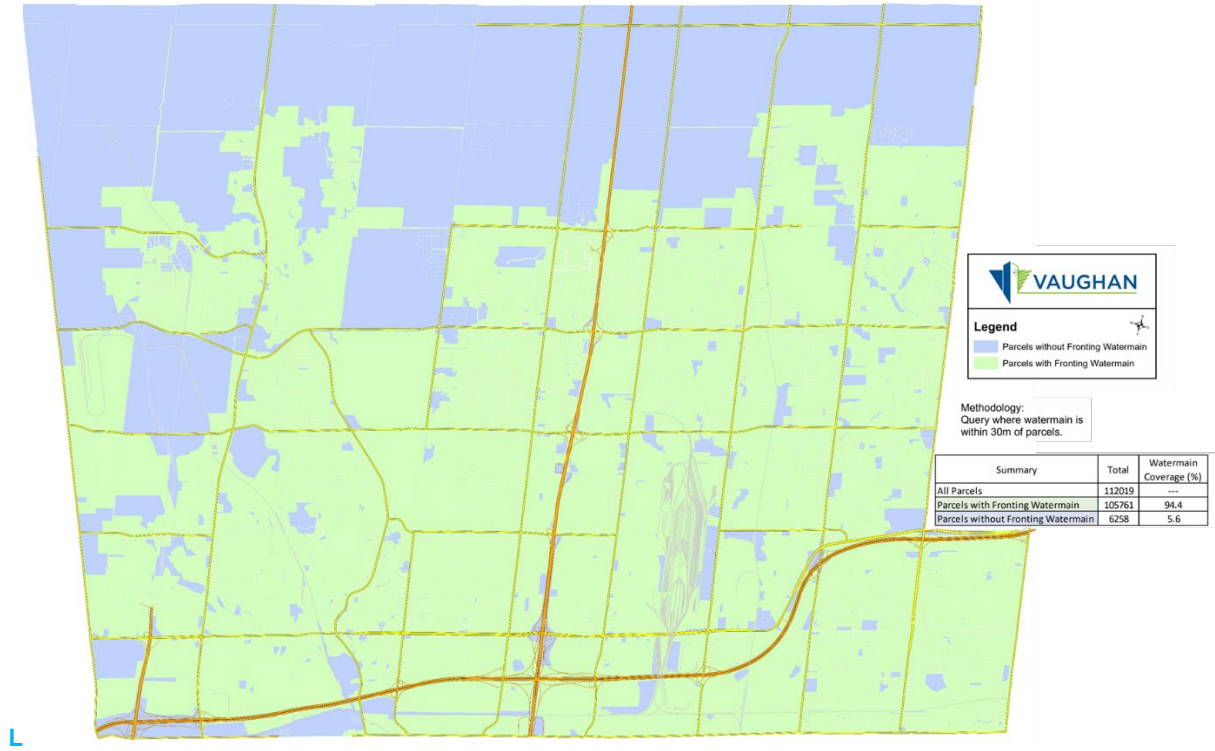 VAUGHAN
Legend
Parcels without Fronting Watermain
Parcels with Fronting Watermain
Methodology:
Query where watermain is
within 30m of parcels.
Summary Total Watermain Coverage (%)
All Parcels 112019 ---
Parcels with Fronting Watermain 105761 94.4
Parcels without Fronting Watermain 6258 5.6
L